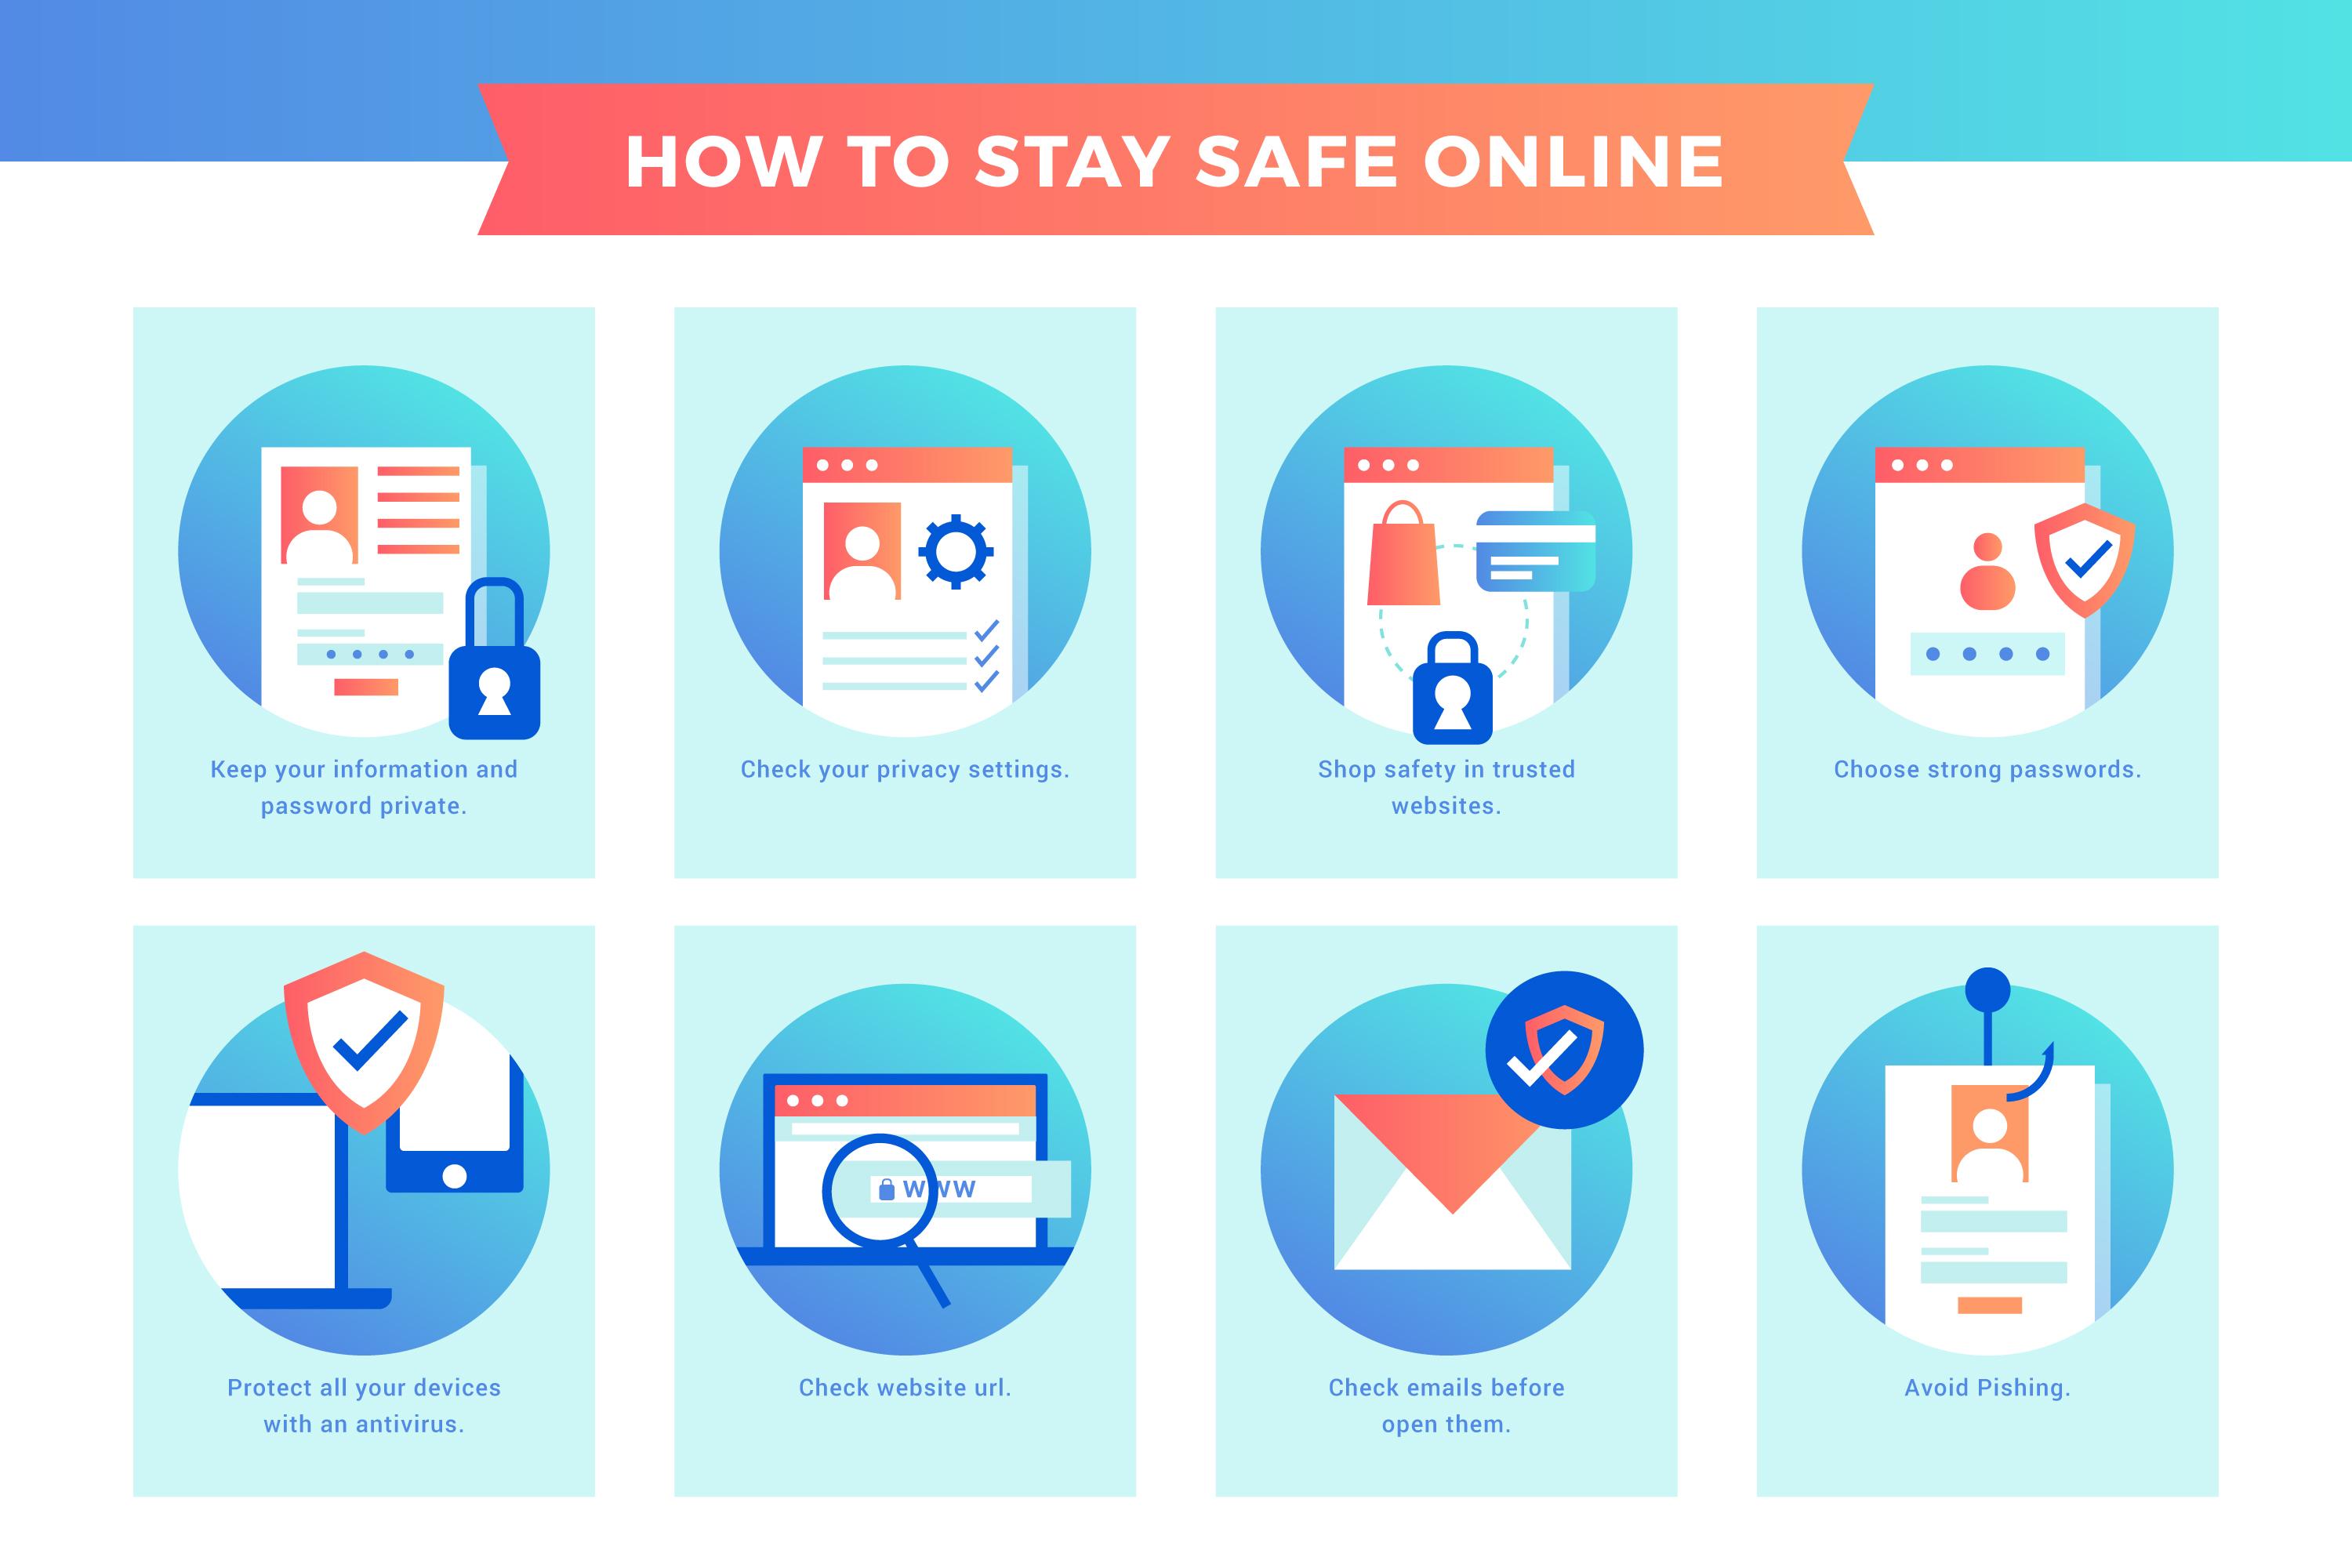 HOW TO STAY SAFE ONLINE
Keep your information and
password private.
Check your privacy settings.
Shop safety in trusted
websites.
Choose strong passwords.
Protect all your devices
with an antivirus.
WWW
Check website url.
Check emails before
open them.
Avoid Pishing.